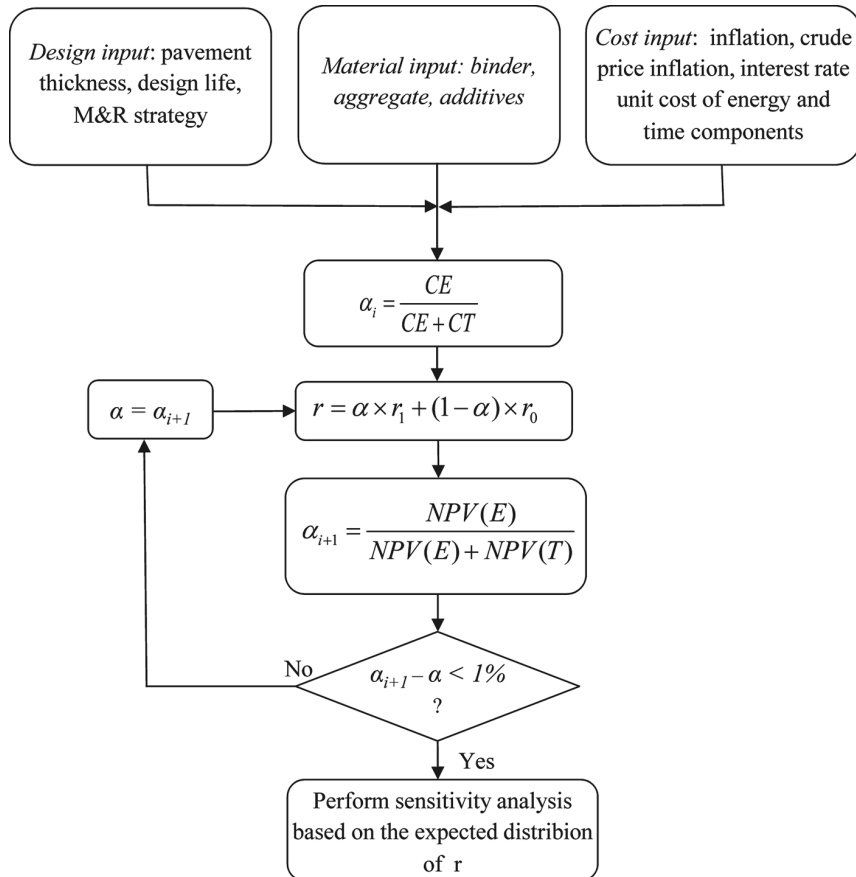 Design input: pavement
thickness, design life,
M&R strategy
Material input: binder,
aggregate, additives
Cost input: inflation, crude
price inflation, interest rate
unit cost of energy and
time components
α_i = CE / (CE + CT)
α = α_{i+1}
r = α × r_1 + (1 − α) × r_0
α_{i+1} = NPV(E) / (NPV(E) + NPV(T))
No
α_{i+1} − α < 1%
?
Yes
Perform sensitivity analysis
based on the expected distribion
of r